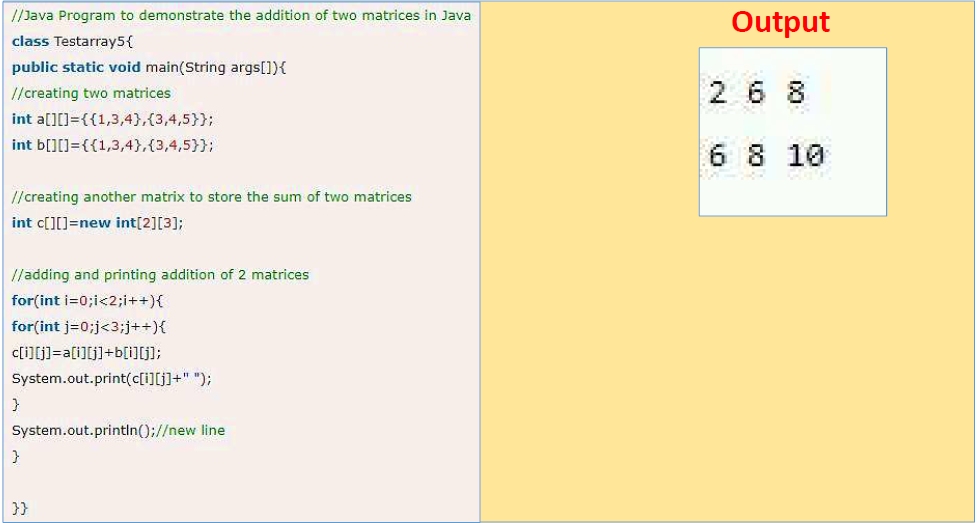 //Java Program to demonstrate the addition of two matrices in Java
class Testarray5{
public static void main(String args[]){
//creating two matrices
int a[][]={{1,3,4},{3,4,5}};
int b[][]={{1,3,4},{3,4,5}};
//creating another matrix to store the sum of two matrices
int c[][]=new int[2][3];
//adding and printing addition of 2 matrices
for(int i=0;i<2;i++){
for(int j=0;j<3;j++){
c[i][j]=a[i][j]+b[i][j];
System.out.print(c[i][j]+" ");
}
System.out.println();//new line
}
}}
Output
2 6 8
6 8 10